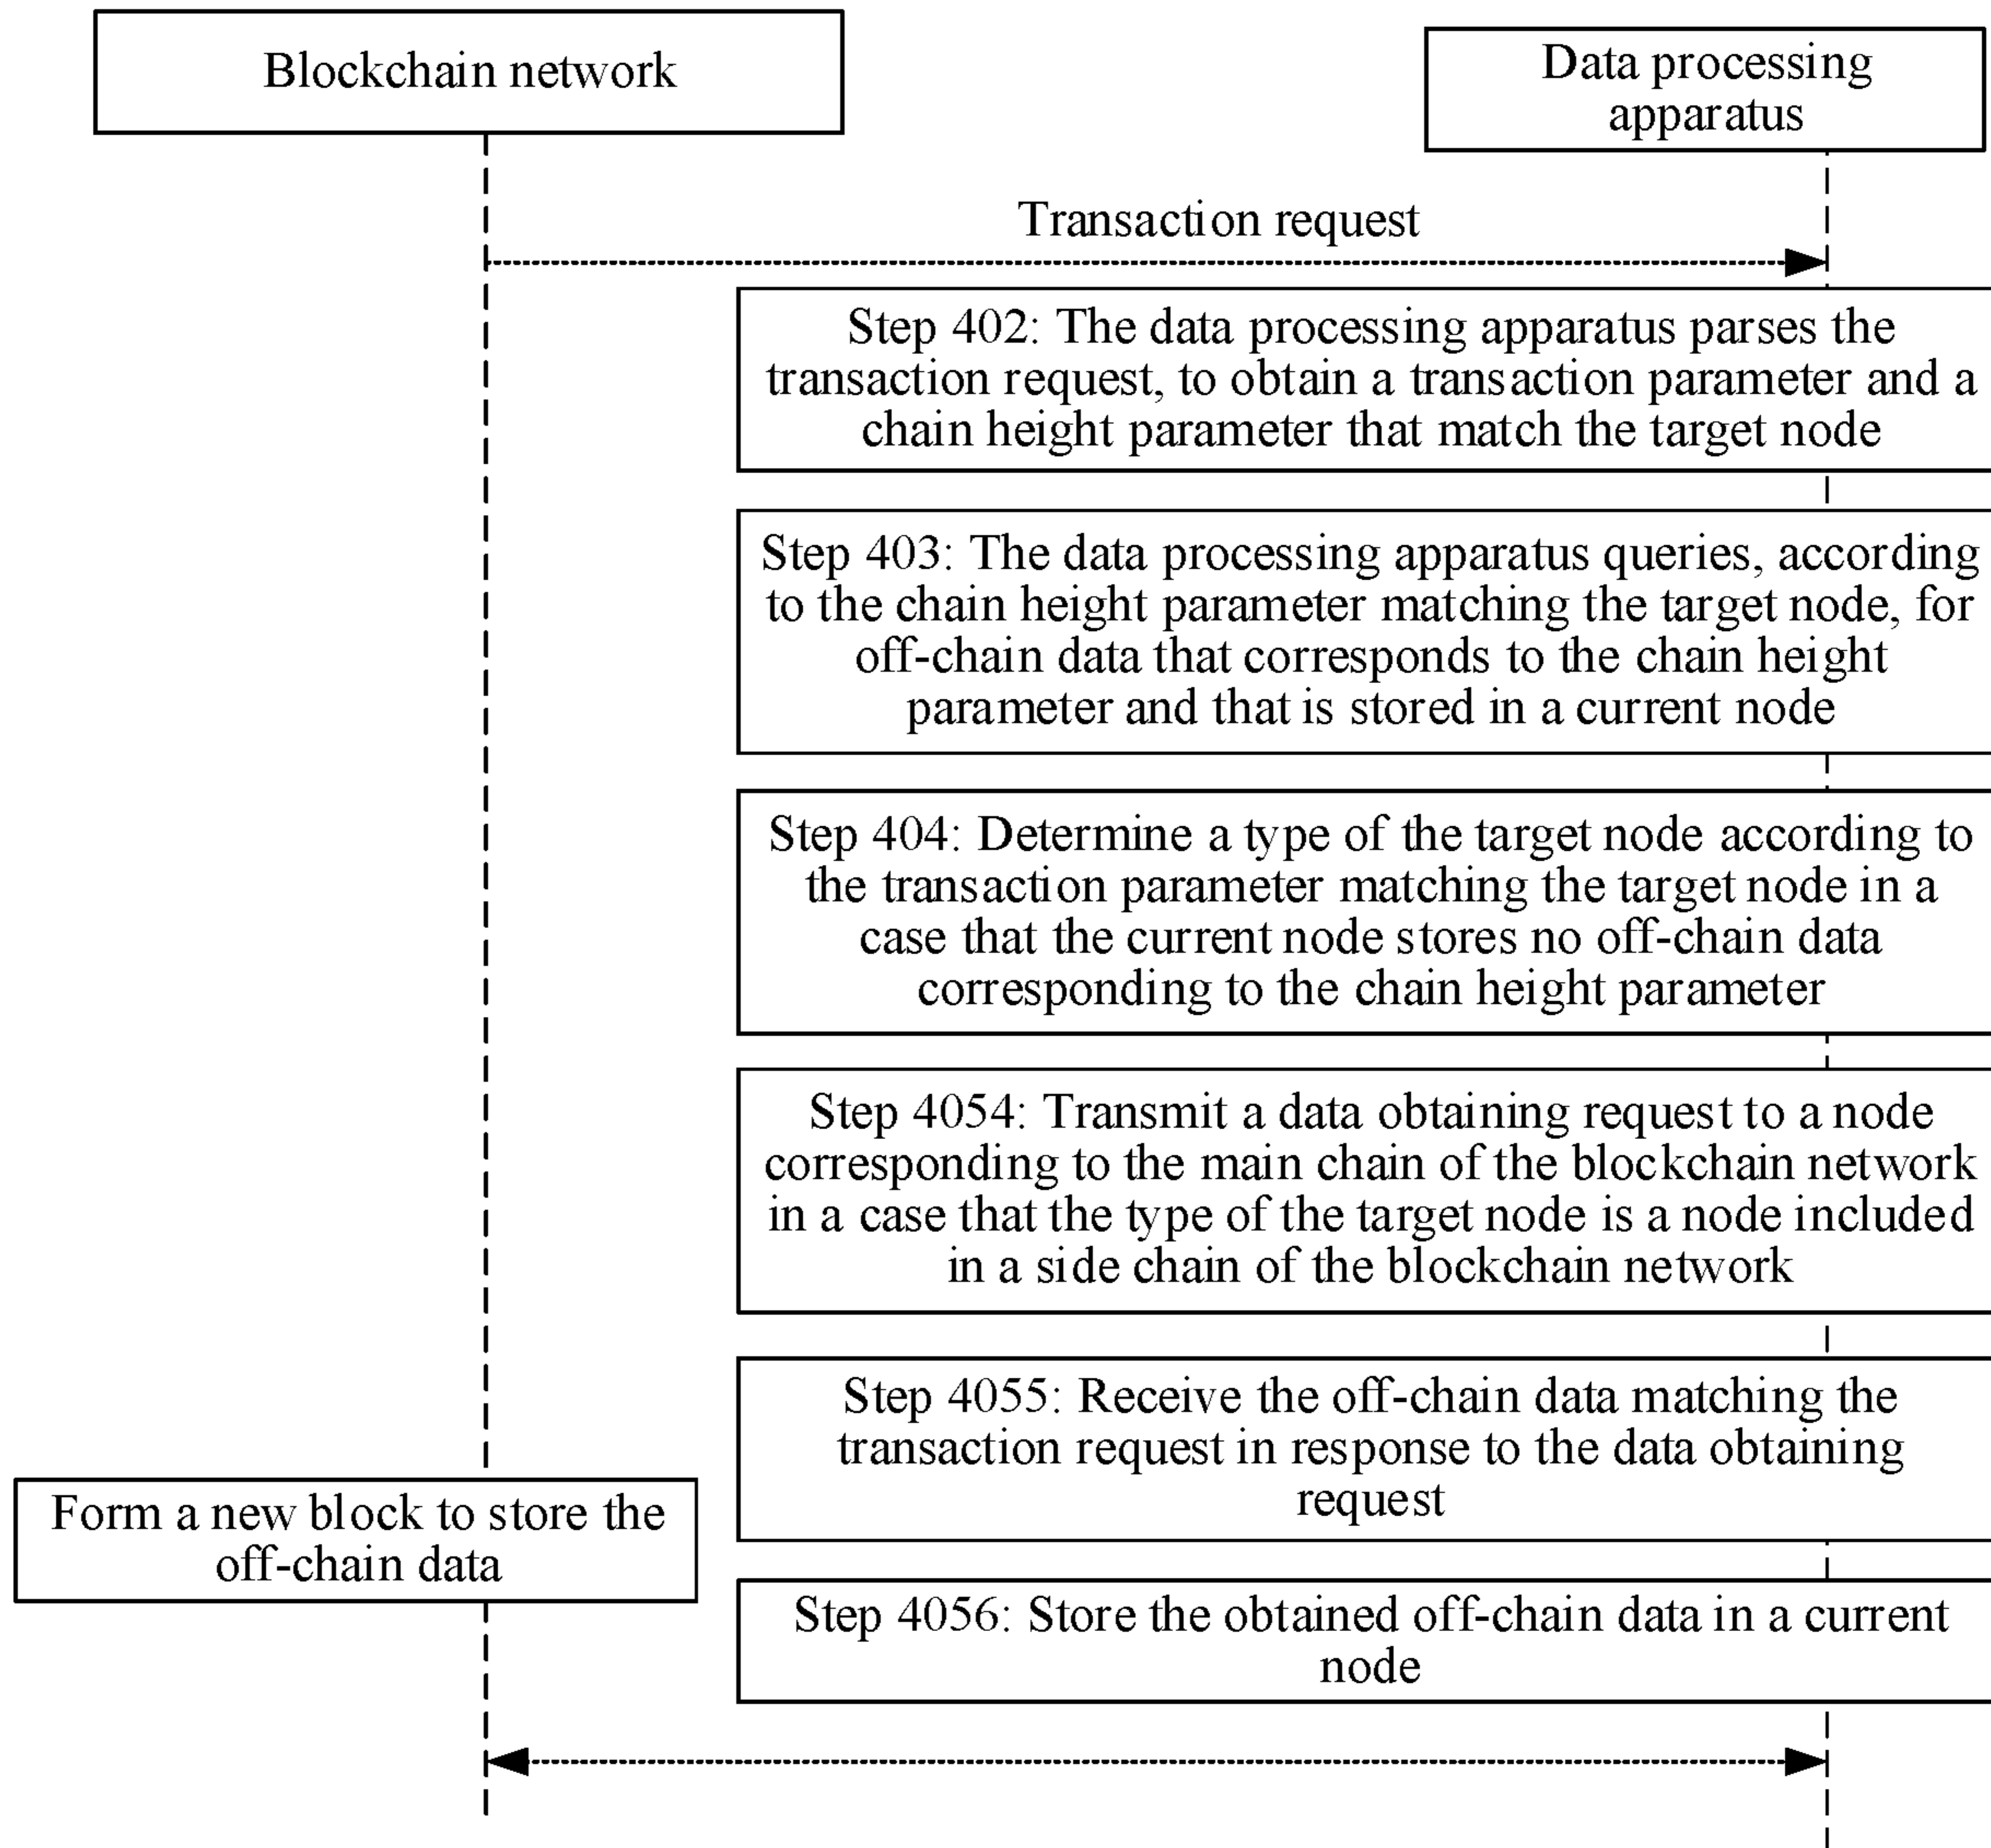 Blockchain network
Data processing
apparatus
Transaction request
Step 402: The data processing apparatus parses the
transaction request, to obtain a transaction parameter and a
chain height parameter that match the target node
Step 403: The data processing apparatus queries, according
to the chain height parameter matching the target node, for
off-chain data that corresponds to the chain height
parameter and that is stored in a current node
Step 404: Determine a type of the target node according to
the transaction parameter matching the target node in a
case that the current node stores no off-chain data
corresponding to the chain height parameter
Step 4054: Transmit a data obtaining request to a node
corresponding to the main chain of the blockchain network
in a case that the type of the target node is a node included
in a side chain of the blockchain network
Step 4055: Receive the off-chain data matching the
transaction request in response to the data obtaining
request
Form a new block to store the
off-chain data
Step 4056: Store the obtained off-chain data in a current
node